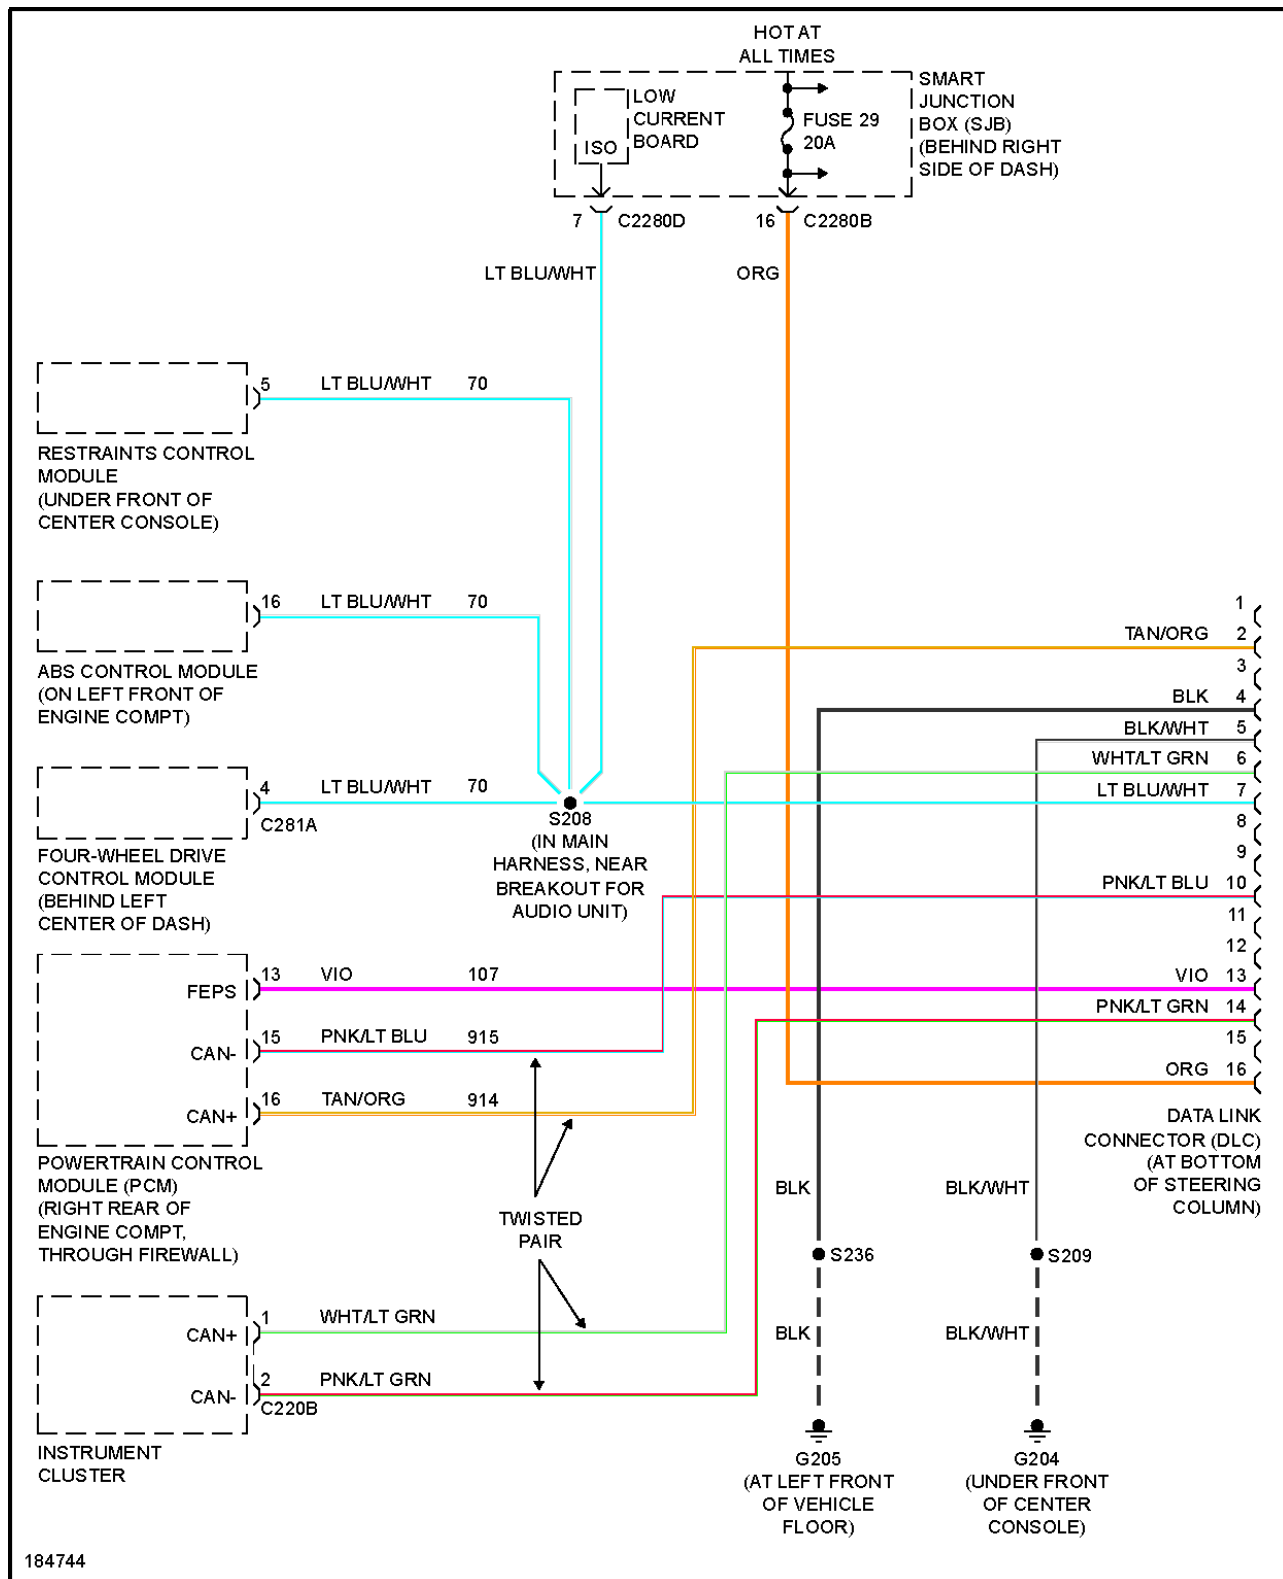 HOT AT
ALL TIMES
LOW
CURRENT
BOARD
ISO
FUSE 29
20A
SMART
JUNCTION
BOX (SJB)
(BEHIND RIGHT
SIDE OF DASH)
7
C2280D
16
C2280B
LT BLU/WHT
ORG
5
LT BLU/WHT
70
RESTRAINTS CONTROL
MODULE
(UNDER FRONT OF
CENTER CONSOLE)
16
LT BLU/WHT
70
ABS CONTROL MODULE
(ON LEFT FRONT OF
ENGINE COMPT)
4
LT BLU/WHT
70
C281A
FOUR-WHEEL DRIVE
CONTROL MODULE
(BEHIND LEFT
CENTER OF DASH)
S208
(IN MAIN
HARNESS, NEAR
BREAKOUT FOR
AUDIO UNIT)
1
TAN/ORG 2
3
BLK 4
BLK/WHT 5
WHT/LT GRN 6
LT BLU/WHT 7
8
9
PNK/LT BLU 10
11
12
VIO 13
PNK/LT GRN 14
15
ORG 16
DATA LINK
CONNECTOR (DLC)
(AT BOTTOM
OF STEERING
COLUMN)
FEPS
13
VIO
107
CAN-
15
PNK/LT BLU
915
CAN+
16
TAN/ORG
914
POWERTRAIN CONTROL
MODULE (PCM)
(RIGHT REAR OF
ENGINE COMPT,
THROUGH FIREWALL)
TWISTED
PAIR
CAN+
1
WHT/LT GRN
CAN-
2
PNK/LT GRN
C220B
INSTRUMENT
CLUSTER
BLK
S236
BLK
G205
(AT LEFT FRONT
OF VEHICLE
FLOOR)
BLK/WHT
S209
BLK/WHT
G204
(UNDER FRONT
OF CENTER
CONSOLE)
184744